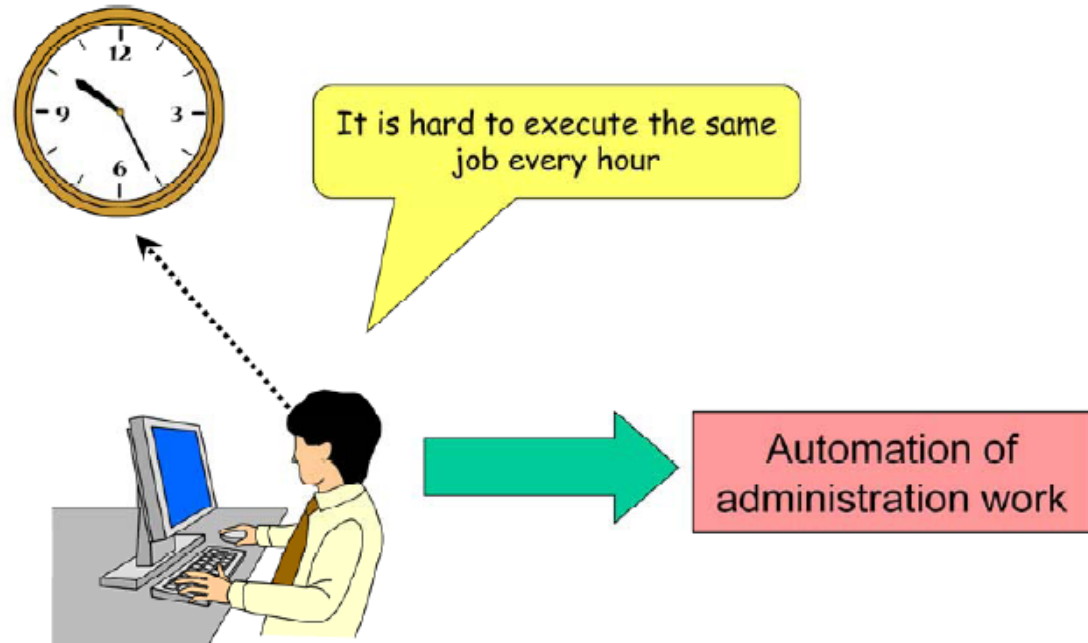 12
9
3
6
It is hard to execute the same
job every hour
Automation of
administration work